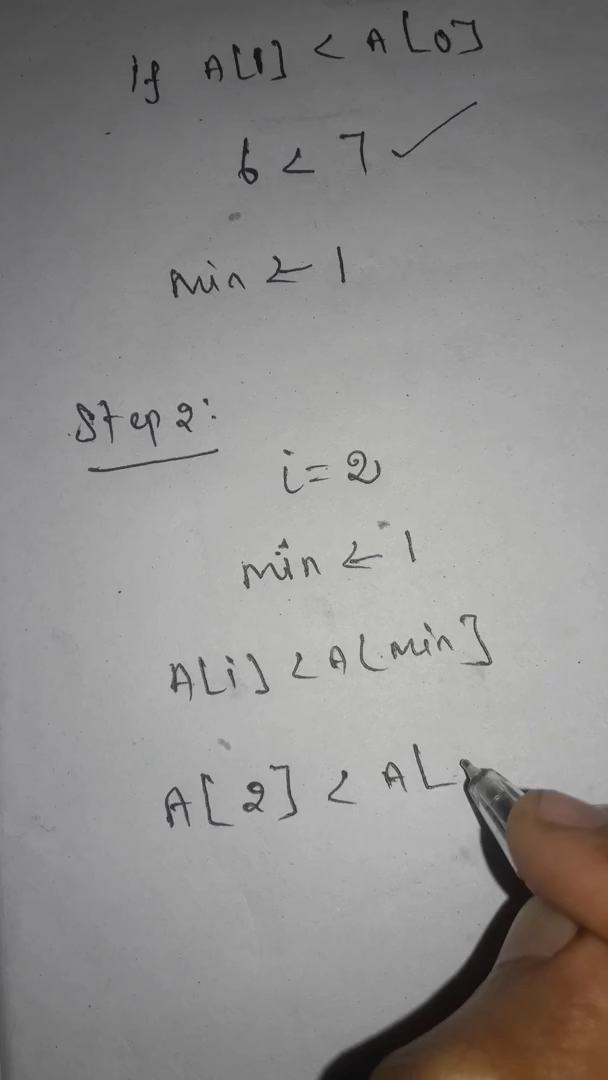 If A[1] < A[0]
6 < 7 ✓
min ← 1
Step 2:
i = 2
min ← 1
A[i] < A[min]
A[2] < A[